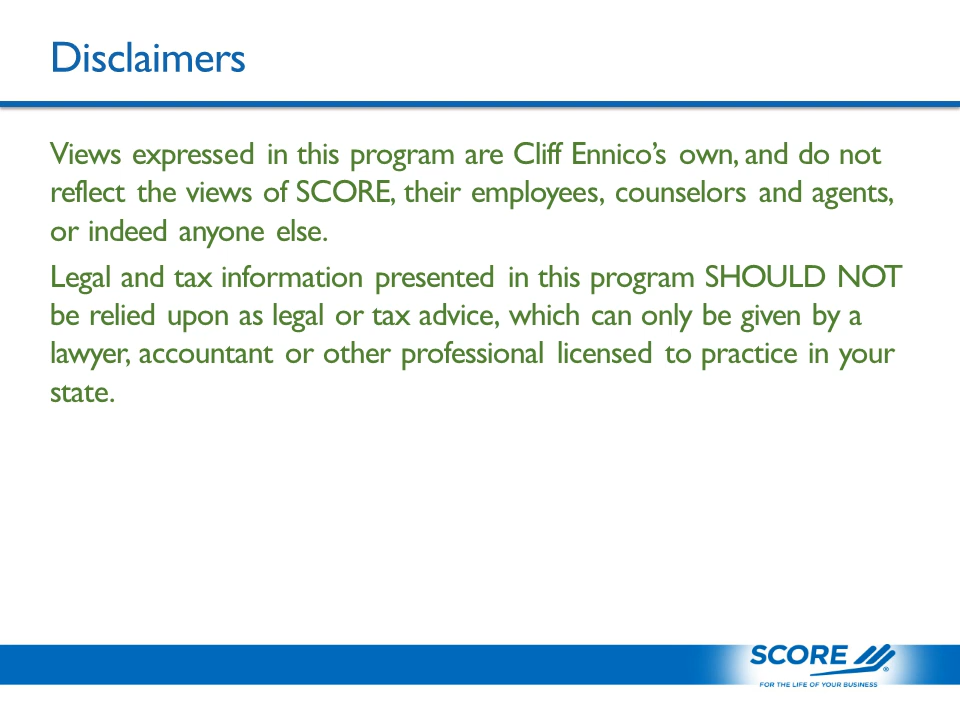 Disclaimers
Views expressed in this program are Cliff Ennico’s own, and do not
reflect the views of SCORE, their employees, counselors and agents,
or indeed anyone else.
Legal and tax information presented in this program SHOULD NOT
be relied upon as legal or tax advice, which can only be given by a
lawyer, accountant or other professional licensed to practice in your
state.
SCORE ®
FOR THE LIFE OF YOUR BUSINESS